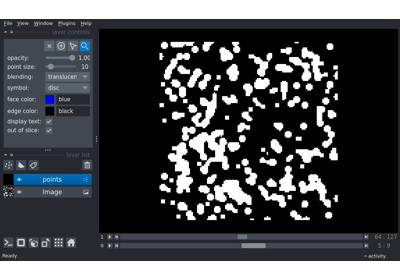 File View Window Plugins Help
layer controls
opacity: 1.00
point size: 10
blending: translucen
symbol: disc
face color: blue
edge color: black
display text:
out of slice:
layer list
points
Image
1 64 127
0 5 9
Ready activity